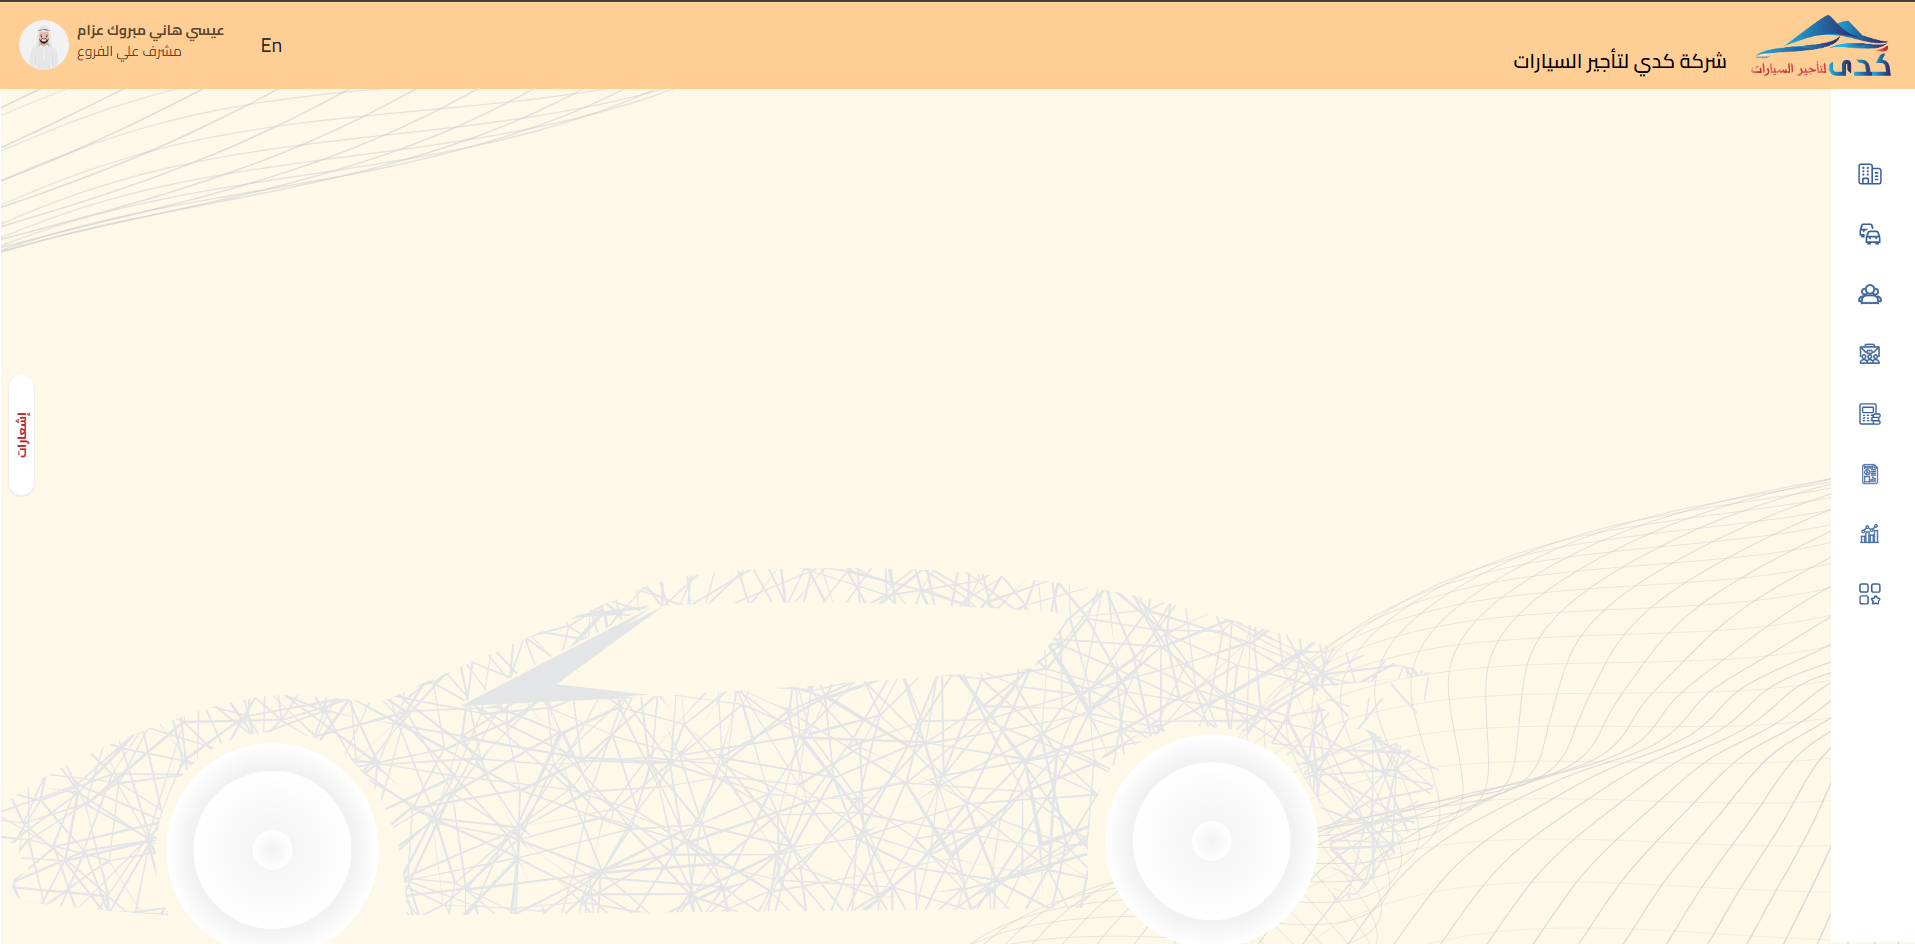 كدى لتأجير السيارات
شركة كدي لتأجير السيارات
En
عيسي هاني مبروك عزام
مشرف علي الفروع
إشعارات